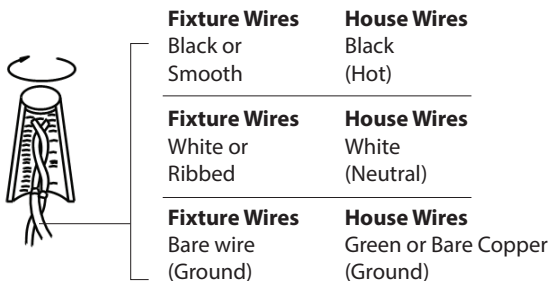 Fixture Wires House Wires
Black or Black
Smooth (Hot)
Fixture Wires House Wires
White or White
Ribbed (Neutral)
Fixture Wires House Wires
Bare wire Green or Bare Copper
(Ground) (Ground)